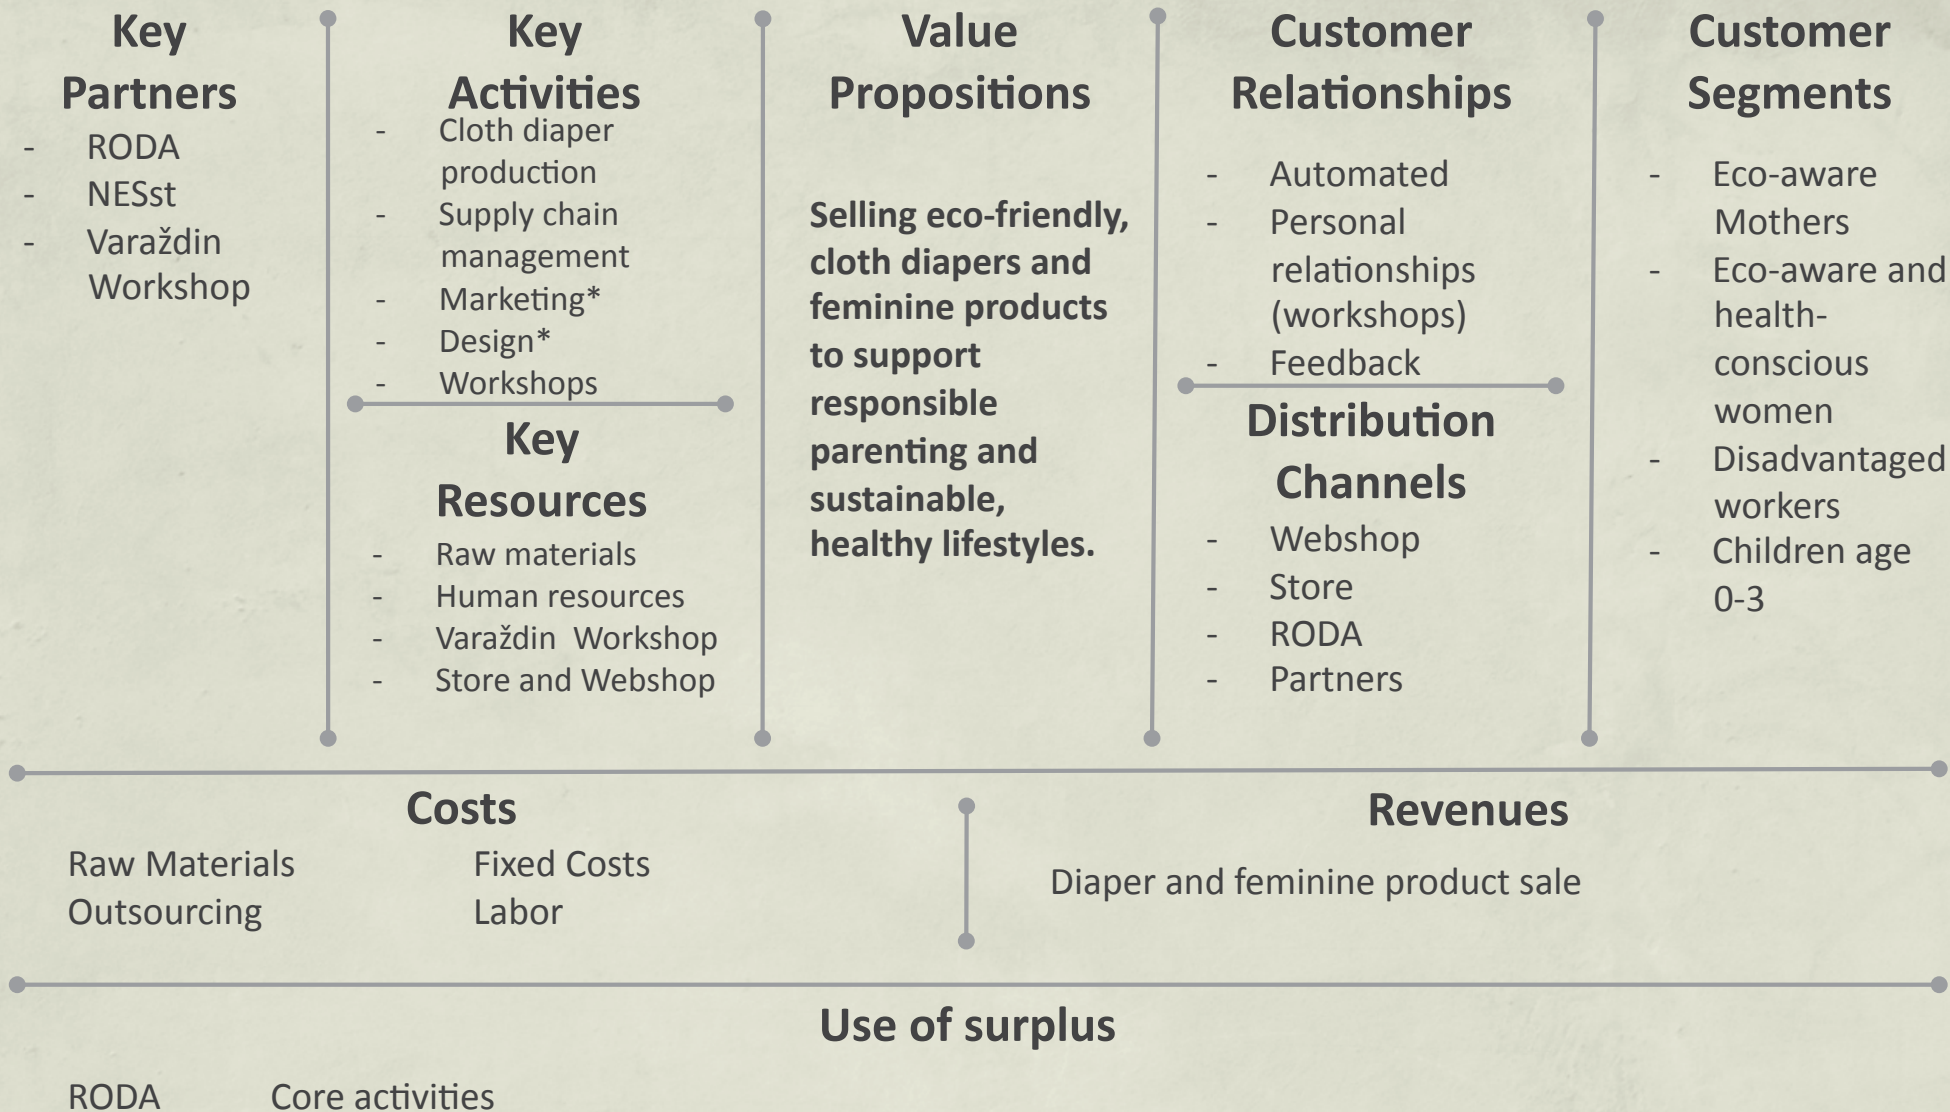 Key
Partners
- RODA
- NESst
- Varaždin
Workshop
Key
Activities
- Cloth diaper
production
- Supply chain
management
- Marketing*
- Design*
- Workshops
Key
Resources
- Raw materials
- Human resources
- Varaždin Workshop
- Store and Webshop
Value
Propositions
Selling eco-friendly,
cloth diapers and
feminine products
to support
responsible
parenting and
sustainable,
healthy lifestyles.
Customer
Relationships
- Automated
- Personal
relationships
(workshops)
- Feedback
Distribution
Channels
- Webshop
- Store
- RODA
- Partners
Customer
Segments
- Eco-aware
Mothers
- Eco-aware and
health-
conscious
women
- Disadvantaged
workers
- Children age
0-3
Costs
Raw Materials Fixed Costs
Outsourcing Labor
Revenues
Diaper and feminine product sale
Use of surplus
RODA Core activities